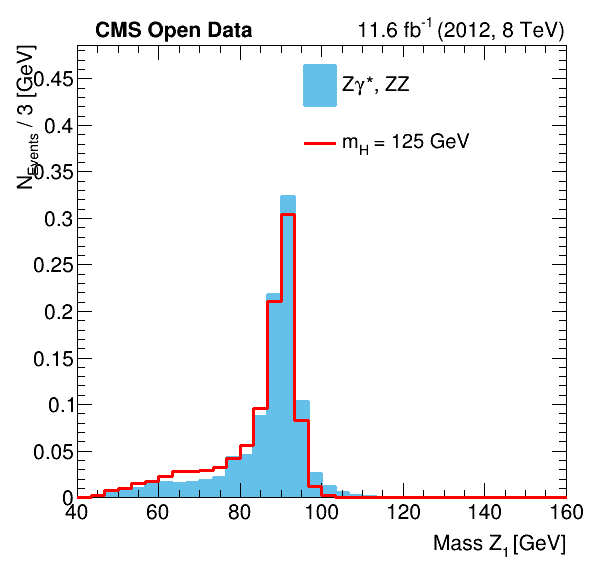 CMS Open Data 11.6 fb⁻¹ (2012, 8 TeV)
N_Events / 3 [GeV]
Zγ*, ZZ
m_H = 125 GeV
0.45
0.4
0.35
0.3
0.25
0.2
0.15
0.1
0.05
0
40 60 80 100 120 140 160
Mass Z₁ [GeV]